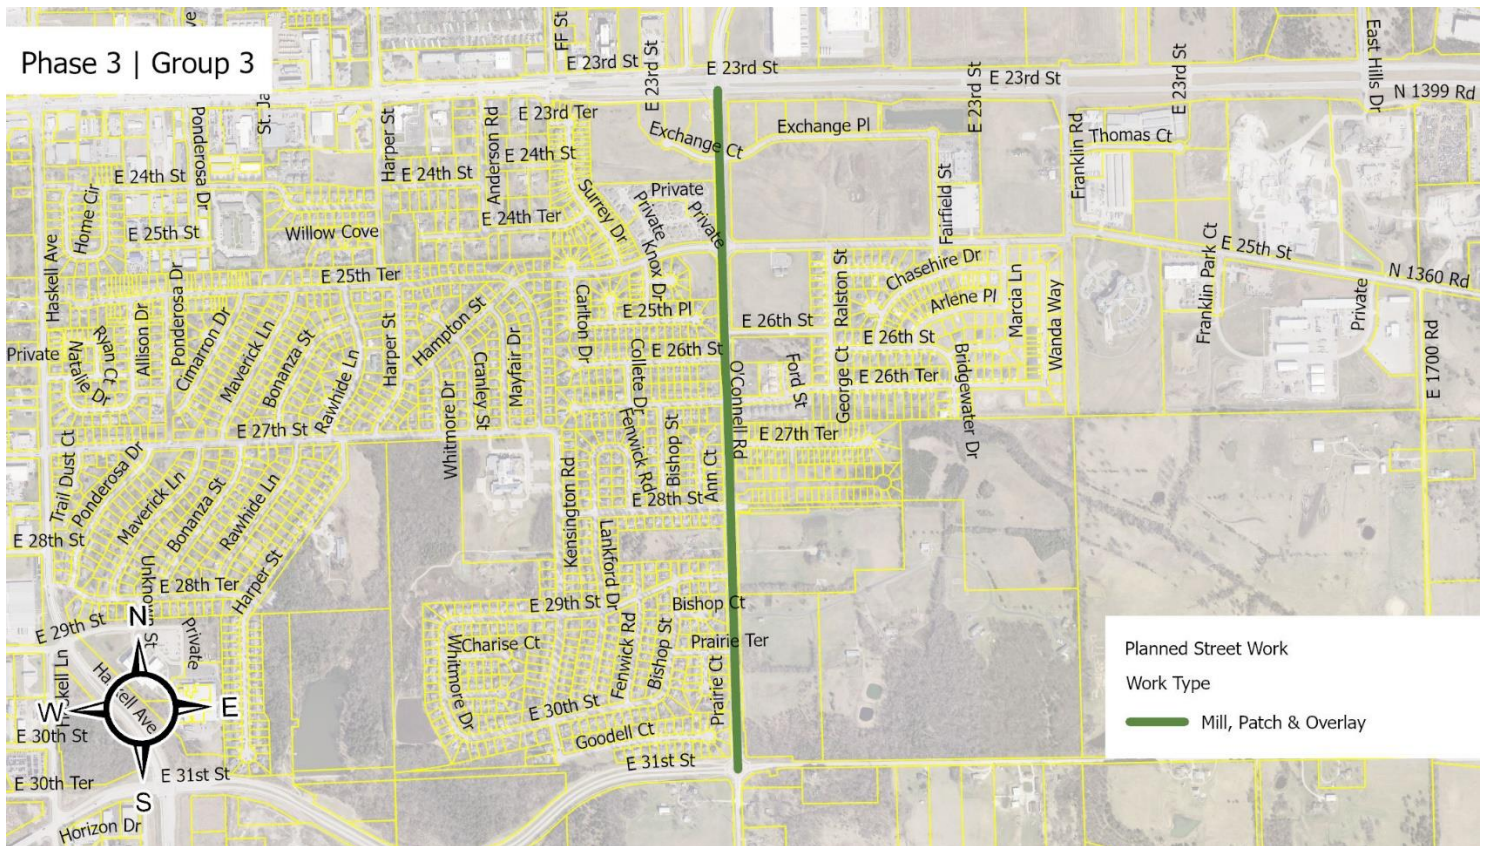 Phase 3 | Group 3
FF St
E 23rd St
E 23rd St
E 23rd St
E 23rd St
E 23rd St
E 23rd St
East Hills Dr
N 1399 Rd
St. Ja
Ponderosa Dr
Harper St
Anderson Rd
E 23rd Ter
Exchange Ct
Exchange Pl
Franklin Rd
Thomas Ct
E 24th St
E 24th St
E 24th St
Home Cir
Surrey Dr
Private
Private
Private
Fairfield St
E 24th Ter
E 25th St
Willow Cove
Haskell Ave
Knox Dr
Franklin Park Ct
E 25th St
N 1360 Rd
E 25th Ter
Ponderosa Dr
Chasehire Dr
Marcia Ln
Arlene Pl
Wanda Way
Ralston St
Private
E 1700 Rd
Carlton Dr
E 25th Pl
Hampton St
Allison Dr
Cimarron Dr
Maverick Ln
Bonanza St
Harper St
E 26th St
E 26th St
E 26th St
Private
Ryan Ct
Natalie Dr
Rawhide Ln
Whitmore Dr
Cranley St
Mayfair Dr
Collete Dr
O'Connell Rd
Ford St
George Ct
E 26th Ter
Bridgewater Dr
E 27th St
E 27th Ter
Fenwick Rd
Bishop St
Ann Ct
Trail Dust Ct
Ponderosa Dr
Maverick Ln
Bonanza St
Rawhide Ln
Kensington Rd
E 28th St
E 28th St
Lankford Dr
Unknown St
E 28th Ter
Harper St
E 29th St
E 29th St
Bishop Ct
Private
Whitmore Dr
Charise Ct
Fenwick Rd
Bishop St
Prairie Ter
Prairie Ct
Haskell Ave
E 30th St
E 30th St
Goodell Ct
E 31st St
E 31st St
E 30th Ter
Horizon Dr
N
W
E
S
Planned Street Work
Work Type
Mill, Patch & Overlay